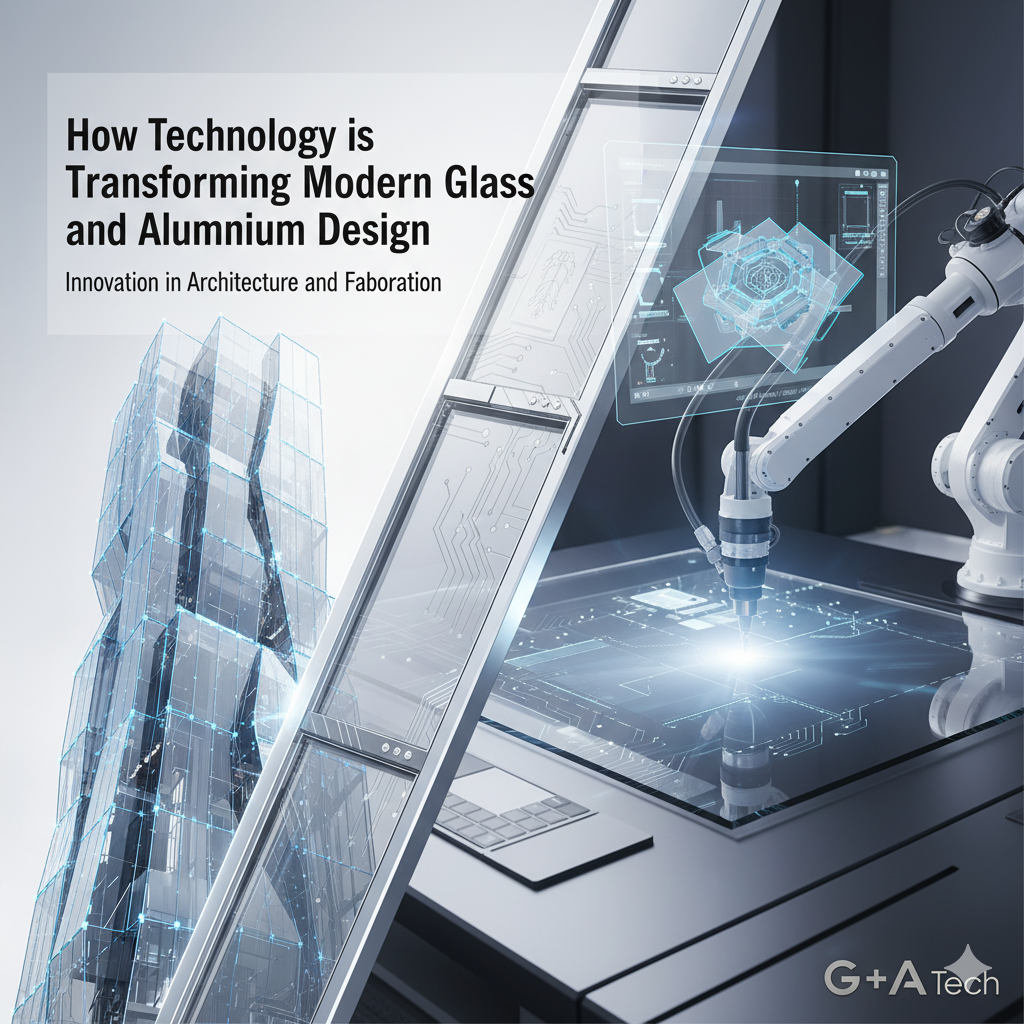 How Technology is
Transforming Modern Glass
and Alumnium Design
Innovation in Architecture and Faboration
G+A Tech